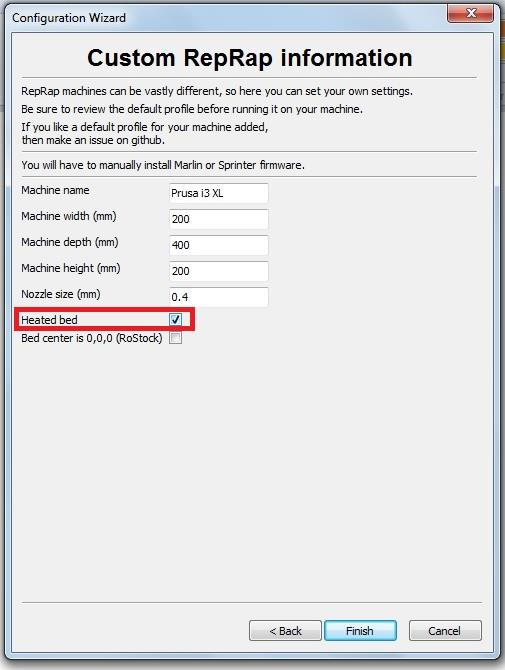 Configuration Wizard
Custom RepRap information
RepRap machines can be vastly different, so here you can set your own settings.
Be sure to review the default profile before running it on your machine.
If you like a default profile for your machine added,
then make an issue on github.
You will have to manually install Marlin or Sprinter firmware.
Machine name Prusa i3 XL
Machine width (mm) 200
Machine depth (mm) 400
Machine height (mm) 200
Nozzle size (mm) 0.4
Heated bed
Bed center is 0,0,0 (RoStock)
< Back Finish Cancel